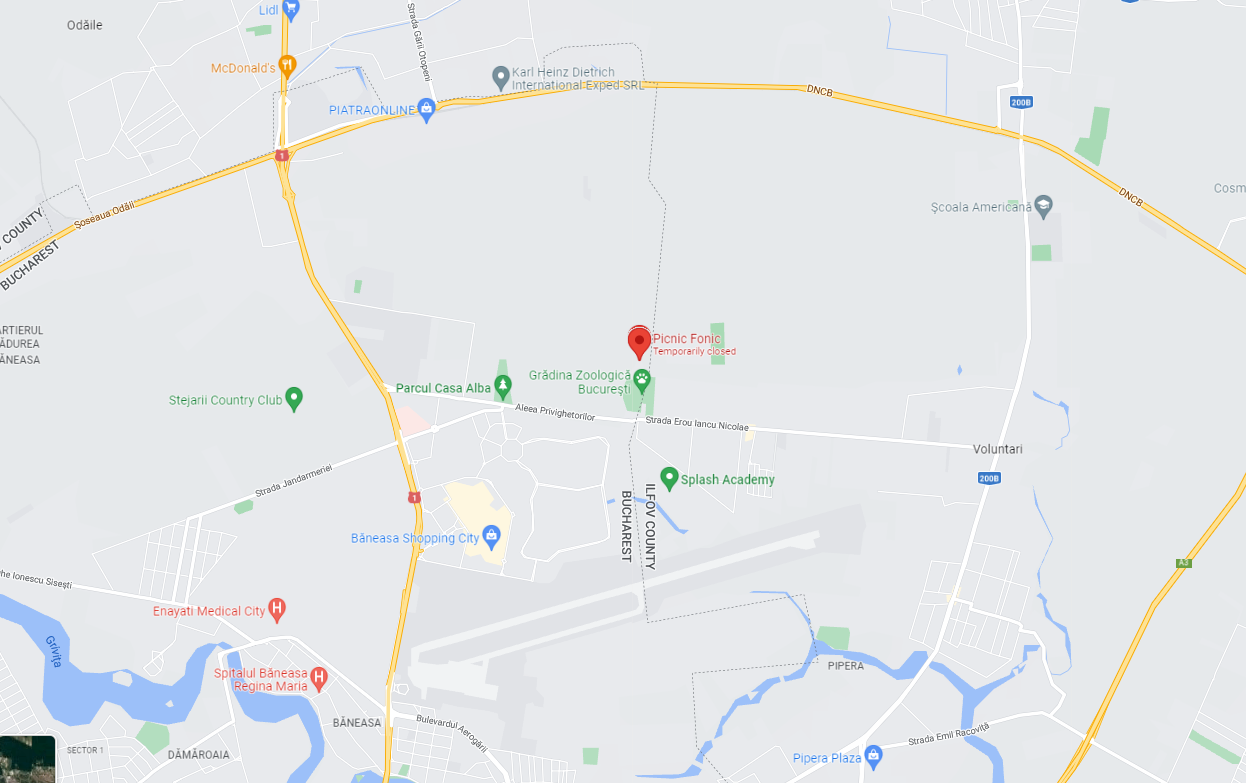 Lidl
Odăile
Strada Gării Otopeni
McDonald's
Karl Heinz Dietrich
International Exped SRL
DNCB
200B
PIATRAONLINE
1
Școala Americană
DNCB
Cosm
Șoseaua Odăii
COUNTY
BUCHAREST
ARTIERUL
ĂDUREA
ĂNEASA
Picnic Fonic
Temporarily closed
Grădina Zoologică
București
Parcul Casa Alba
Stejarii Country Club
Aleea Privighetorilor
Strada Erou Iancu Nicolae
Voluntari
200B
Strada Jandarmeriei
Splash Academy
1
BUCHAREST
ILFOV COUNTY
Băneasa Shopping City
A3
he Ionescu Sisești
Enayati Medical City
Grivița
Spitalul Băneasa
Regina Maria
PIPERA
BĂNEASA
Bulevardul Aerogării
SECTOR 1
DĂMĂROAIA
Strada Emil Racoviță
Pipera Plaza